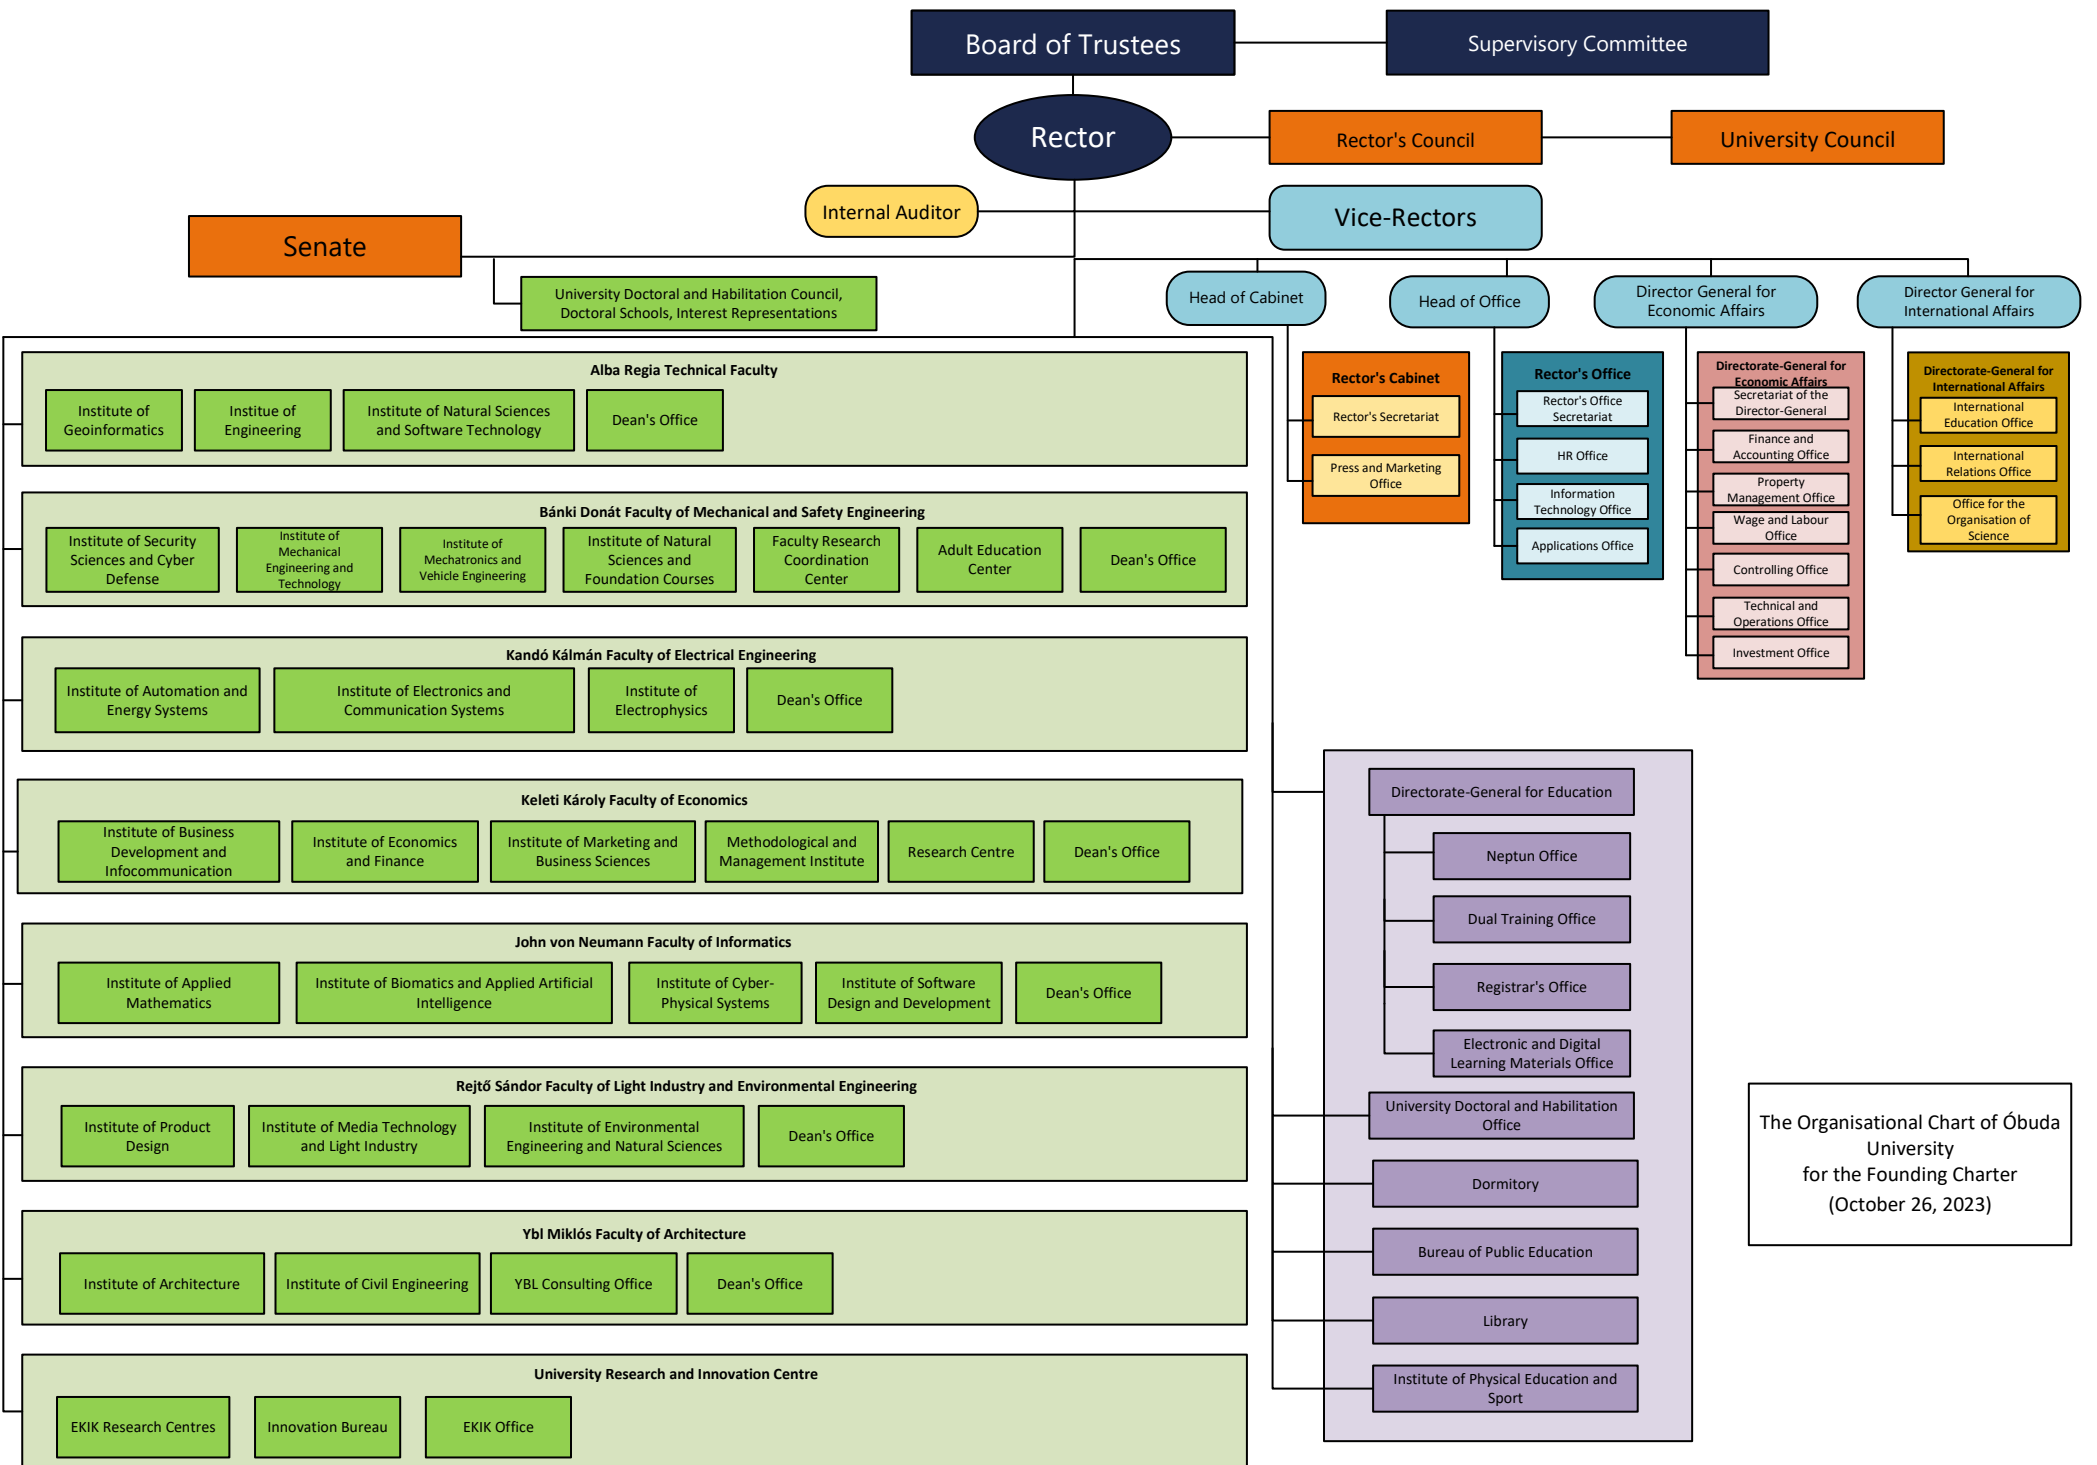 Board of Trustees
Supervisory Committee
Rector
Rector's Council
University Council
Internal Auditor
Vice-Rectors
Senate
University Doctoral and Habilitation Council,
Doctoral Schools, Interest Representations
Head of Cabinet
Head of Office
Director General for
Economic Affairs
Director General for
International Affairs
Rector's Cabinet
Rector's Secretariat
Press and Marketing
Office
Rector's Office
Rector's Office
Secretariat
HR Office
Information
Technology Office
Applications Office
Directorate-General for
Economic Affairs
Secretariat of the
Director-General
Finance and
Accounting Office
Property
Management Office
Wage and Labour
Office
Controlling Office
Technical and
Operations Office
Investment Office
Directorate-General for
International Affairs
International
Education Office
International
Relations Office
Office for the
Organisation of
Science
Alba Regia Technical Faculty
Institute of
Geoinformatics
Institue of
Engineering
Institute of Natural Sciences
and Software Technology
Dean's Office
Bánki Donát Faculty of Mechanical and Safety Engineering
Institute of Security
Sciences and Cyber
Defense
Institute of
Mechanical
Engineering and
Technology
Institute of
Mechatronics and
Vehicle Engineering
Institute of Natural
Sciences and
Foundation Courses
Faculty Research
Coordination
Center
Adult Education
Center
Dean's Office
Kandó Kálmán Faculty of Electrical Engineering
Institute of Automation and
Energy Systems
Institute of Electronics and
Communication Systems
Institute of
Electrophysics
Dean's Office
Keleti Károly Faculty of Economics
Institute of Business
Development and
Infocommunication
Institute of Economics
and Finance
Institute of Marketing and
Business Sciences
Methodological and
Management Institute
Research Centre
Dean's Office
John von Neumann Faculty of Informatics
Institute of Applied
Mathematics
Institute of Biomatics and Applied Artificial
Intelligence
Institute of Cyber-
Physical Systems
Institute of Software
Design and Development
Dean's Office
Rejtő Sándor Faculty of Light Industry and Environmental Engineering
Institute of Product
Design
Institute of Media Technology
and Light Industry
Institute of Environmental
Engineering and Natural Sciences
Dean's Office
Ybl Miklós Faculty of Architecture
Institute of Architecture
Institute of Civil Engineering
YBL Consulting Office
Dean's Office
University Research and Innovation Centre
EKIK Research Centres
Innovation Bureau
EKIK Office
Directorate-General for Education
Neptun Office
Dual Training Office
Registrar's Office
Electronic and Digital
Learning Materials Office
University Doctoral and Habilitation
Office
Dormitory
Bureau of Public Education
Library
Institute of Physical Education and
Sport
The Organisational Chart of Óbuda
University
for the Founding Charter
(October 26, 2023)